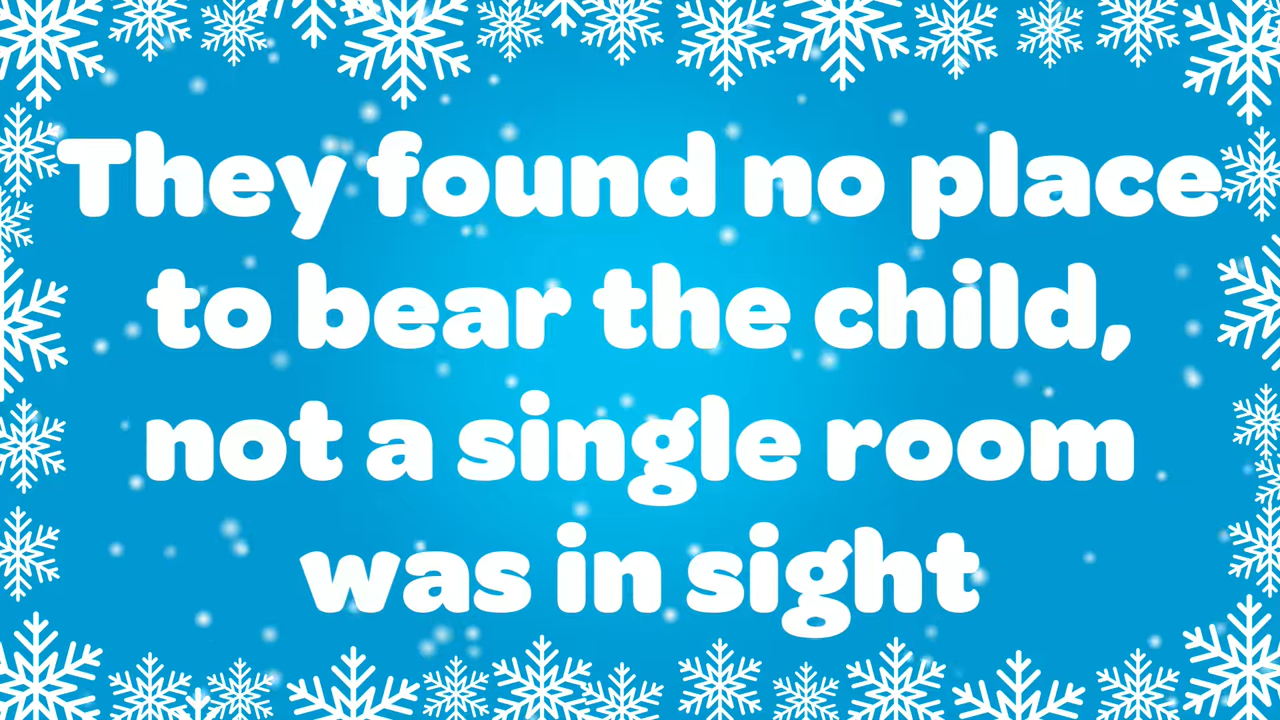 They found no place
to bear the child,
not a single room
was in sight